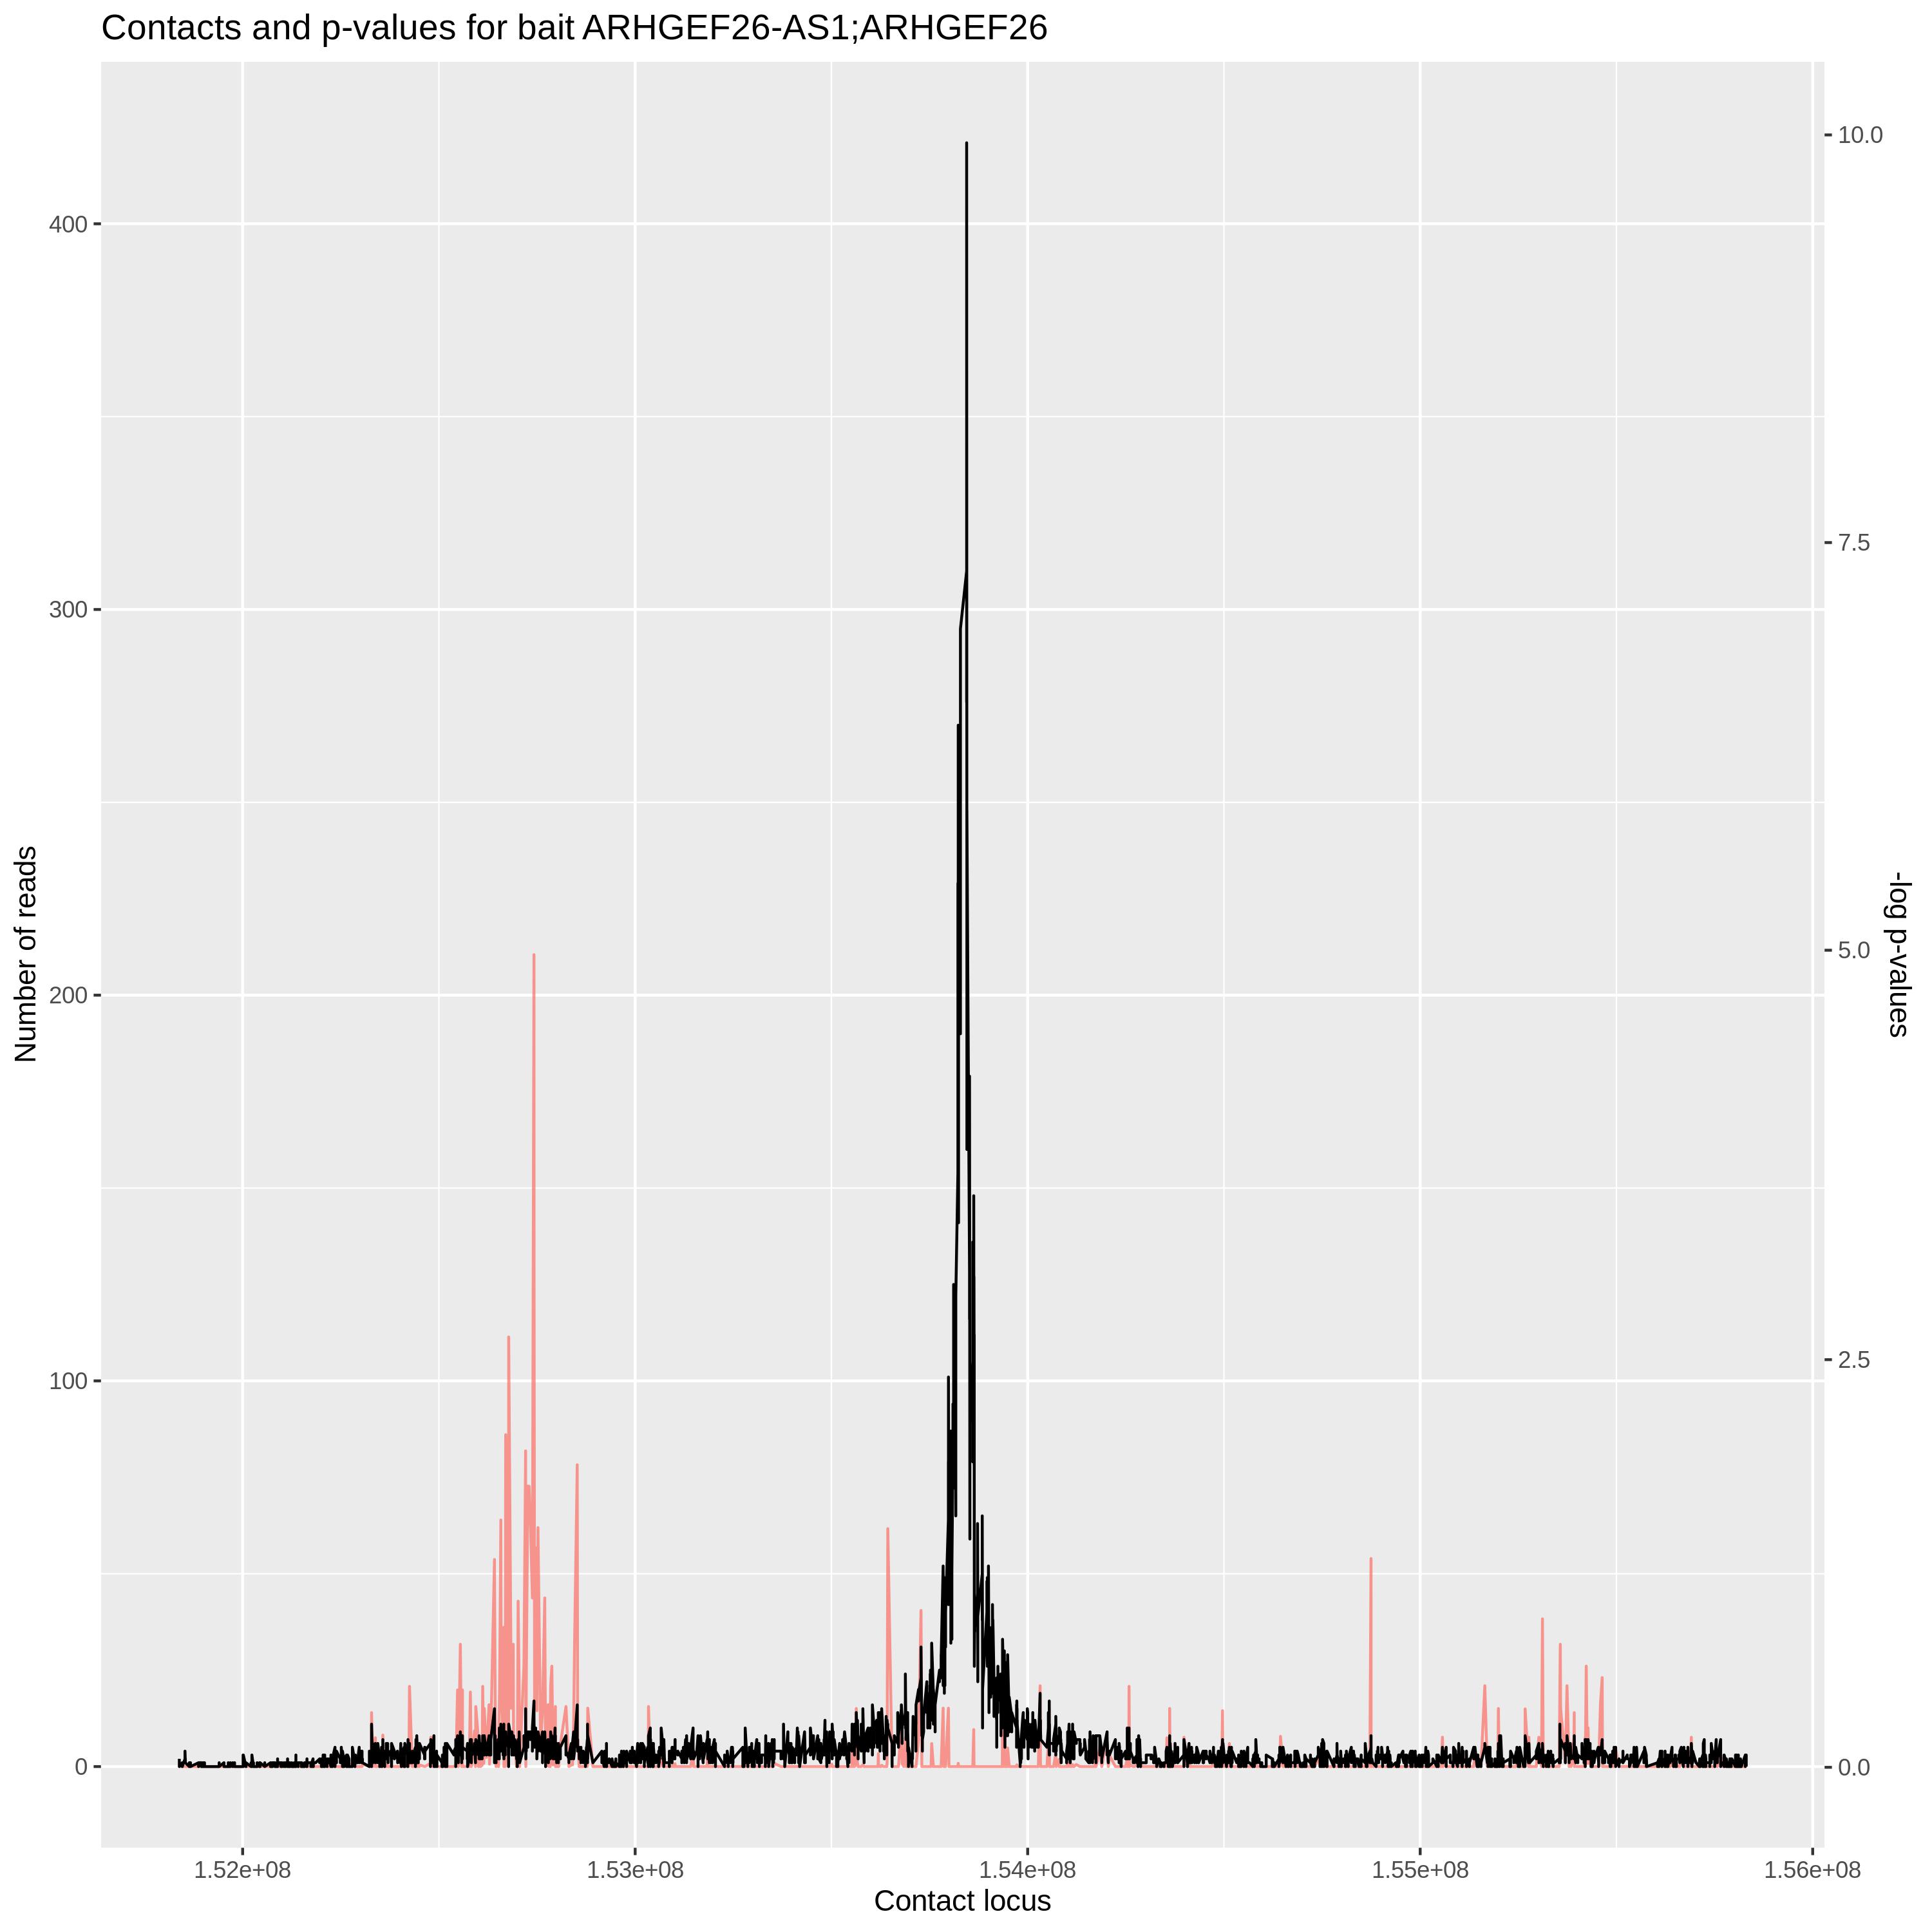 Contacts and p-values for bait ARHGEF26-AS1;ARHGEF26
400
300
200
100
0
Number of reads
10.0
7.5
5.0
2.5
0.0
-log p-values
1.52e+08 1.53e+08 1.54e+08 1.55e+08 1.56e+08
Contact locus